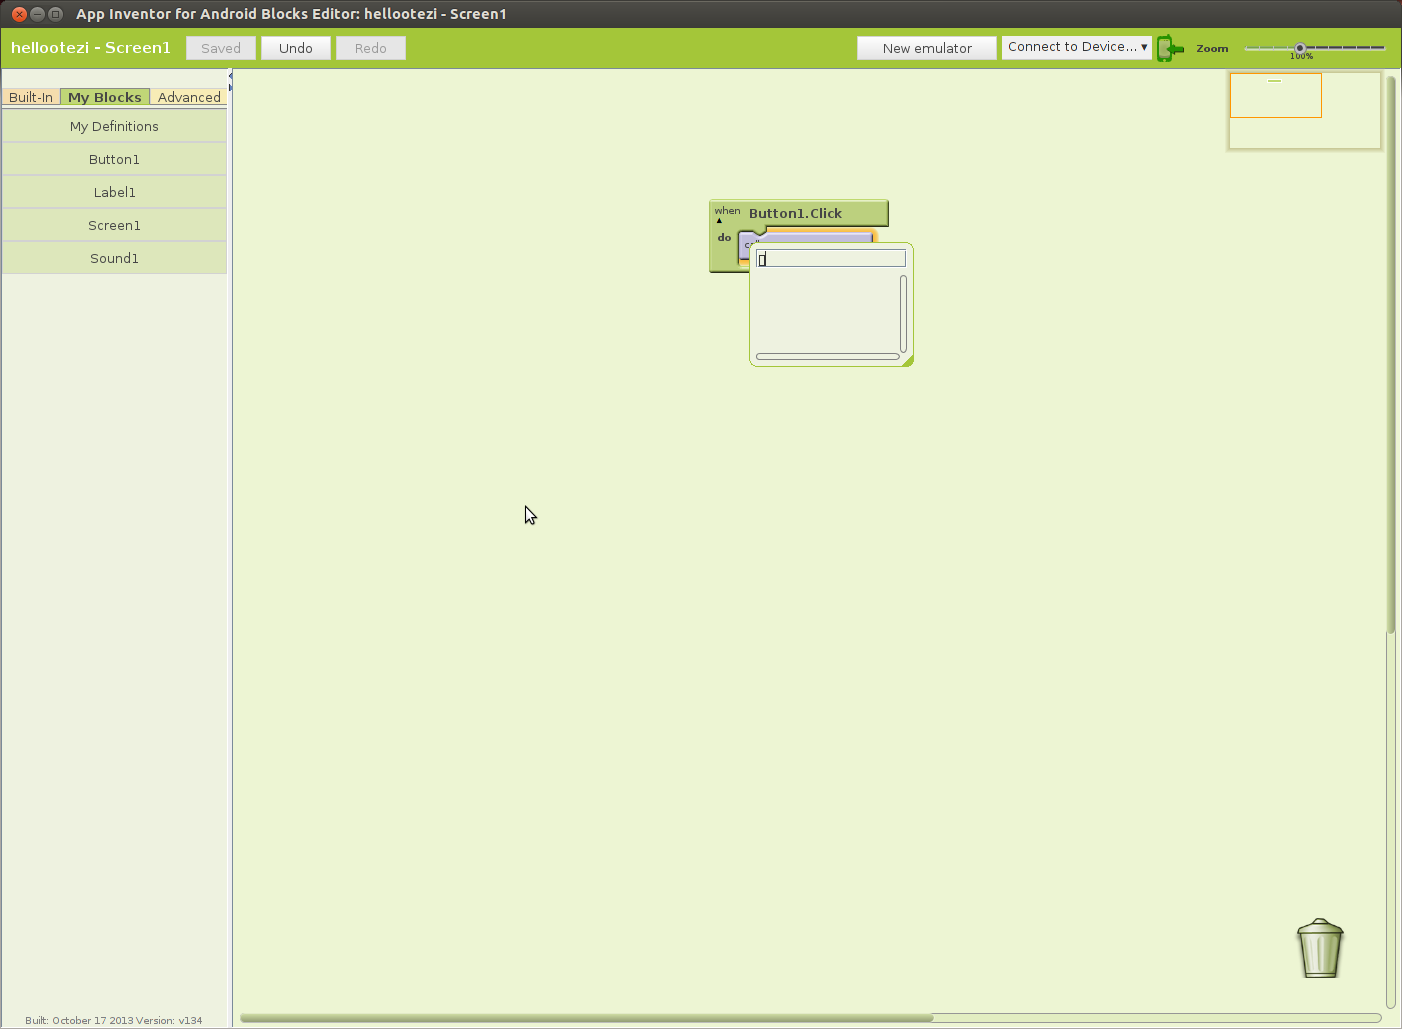 App Inventor for Android Blocks Editor: hellootezi - Screen1
hellootezi - Screen1 Saved Undo Redo New emulator Connect to Device... Zoom
100%
Built-In My Blocks Advanced
My Definitions
Button1
Label1
Screen1
Sound1
when Button1.Click
do
Built: October 17 2013 Version: v134